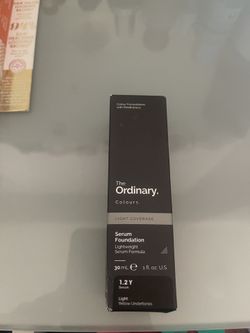 The
Ordinary.
Colours.
LIGHT COVERAGE
Serum
Foundation
Lightweight
Serum Formula
30 mL ℮ 1 fl. oz. U.S
1.2 Y
Light
Yellow Undertones